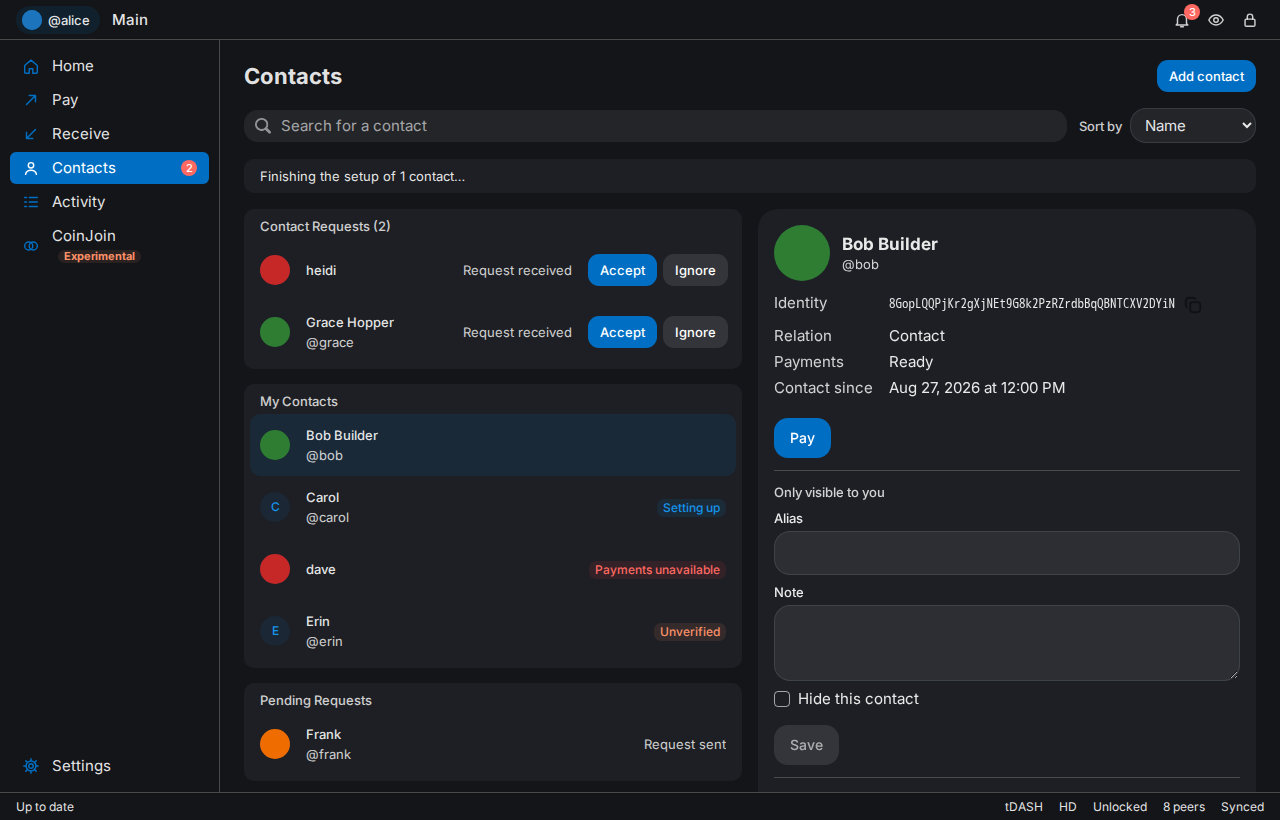 @alice Main 3
Home
Pay
Receive
Contacts 2
Activity
CoinJoin
Experimental
Settings
Contacts
Add contact
Search for a contact
Sort by Name
Finishing the setup of 1 contact...
Contact Requests (2)
heidi Request received Accept Ignore
Grace Hopper
@grace
Request received Accept Ignore
My Contacts
Bob Builder
@bob
C
Carol
@carol
Setting up
dave Payments unavailable
E
Erin
@erin
Unverified
Pending Requests
Frank
@frank
Request sent
Bob Builder
@bob
Identity 8GopLQQPjKr2gXjNEt9G8k2PzRZrdbBqQBNTCXV2DYiN
Relation Contact
Payments Ready
Contact since Aug 27, 2026 at 12:00 PM
Pay
Only visible to you
Alias
Note
Hide this contact
Save
Up to date tDASH HD Unlocked 8 peers Synced